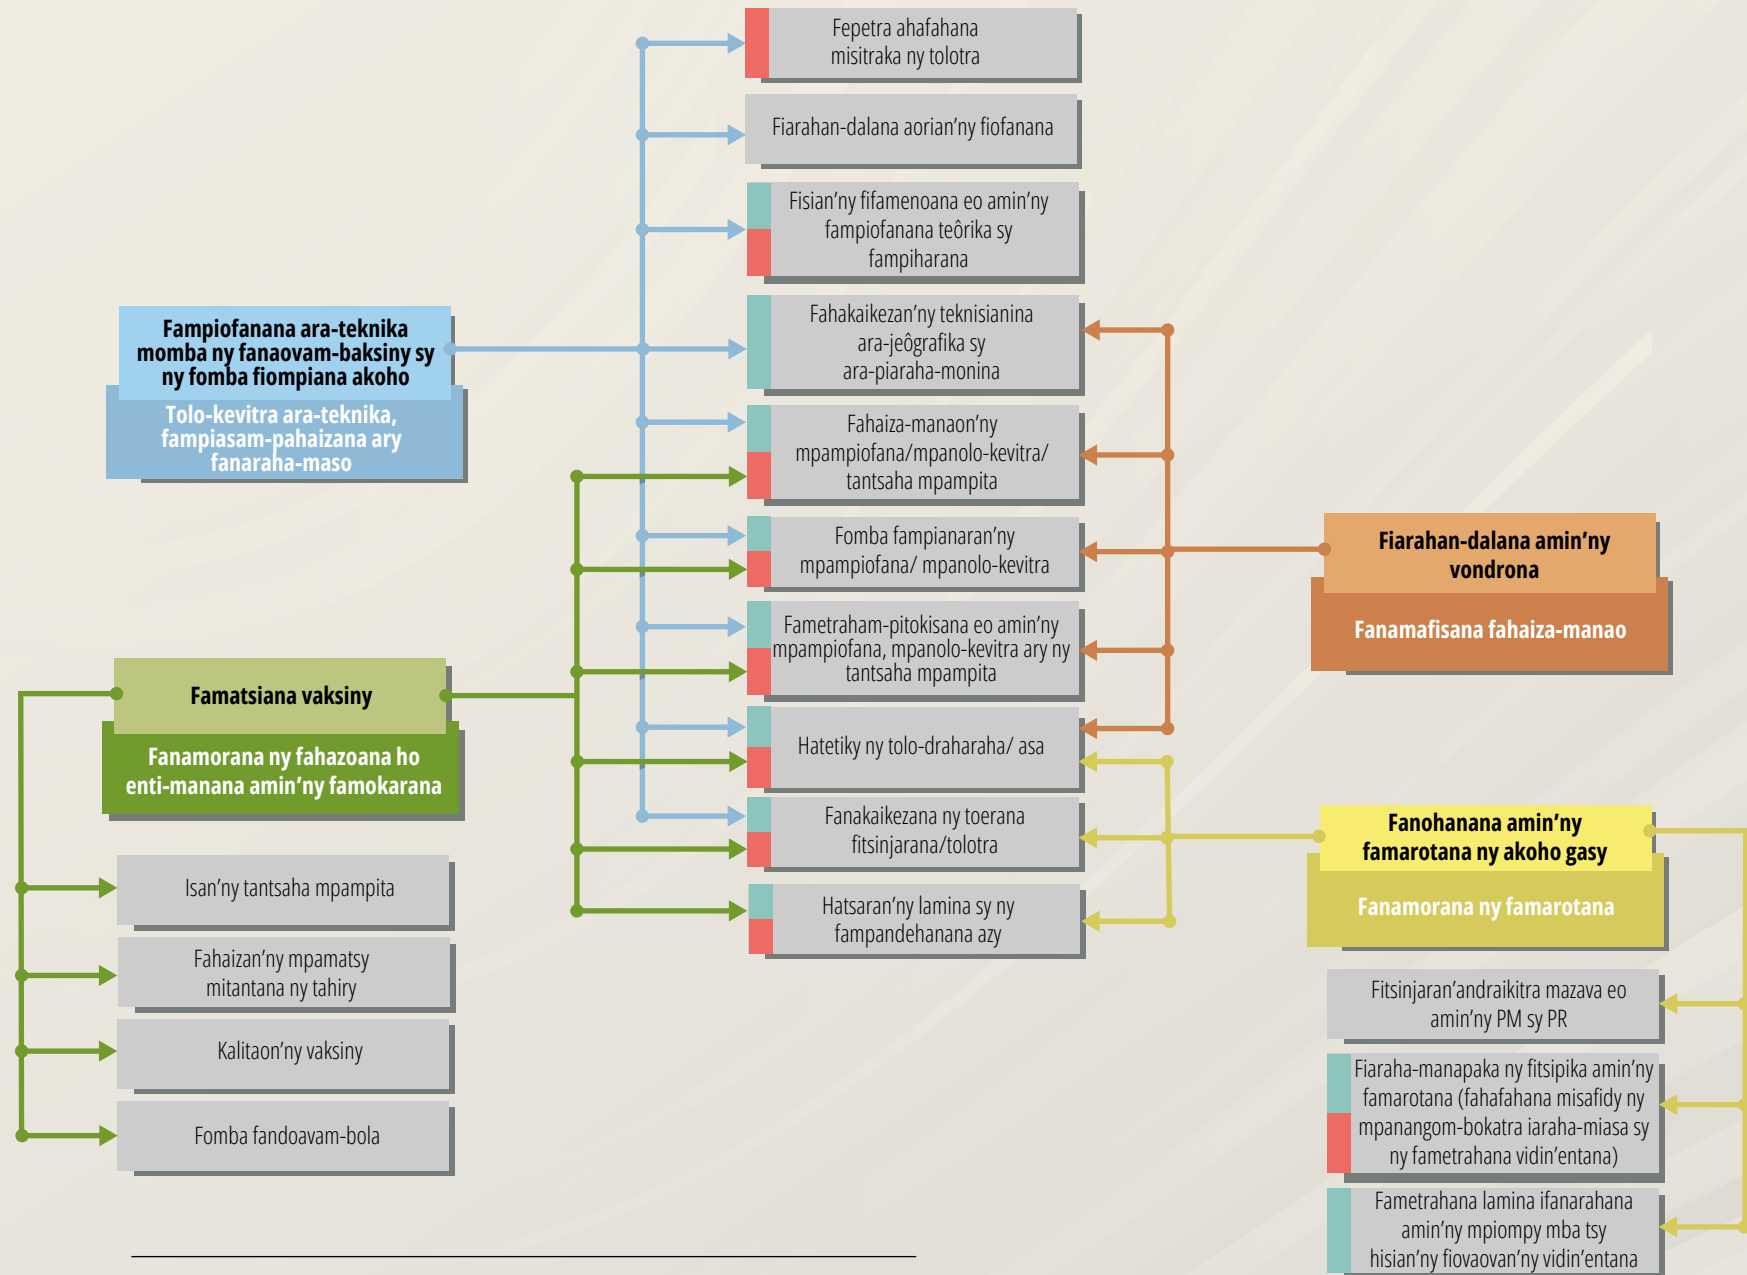 Fepetra ahafahana
misitraka ny tolotra
Fiarahan-dalana aorian’ny fiofanana
Fisian’ny fifamenoana eo amin’ny
fampiofanana teôrika sy
fampiharana
Fahakaikezan’ny teknisianina
ara-jeôgrafika sy
ara-piaraha-monina
Fahaiza-manaon’ny
mpampiofana/mpanolo-kevitra/
tantsaha mpampita
Fomba fampianaran’ny
mpampiofana/ mpanolo-kevitra
Fametraham-pitokisana eo amin’ny
mpampiofana, mpanolo-kevitra ary ny
tantsaha mpampita
Hatetiky ny tolo-draharaha/ asa
Fanakaikezana ny toerana
fitsinjarana/tolotra
Hatsaran’ny lamina sy ny
fampandehanana azy
Fampiofanana ara-teknika
momba ny fanaovam-baksiny sy
ny fomba fiompiana akoho
Tolo-kevitra ara-teknika,
fampiasam-pahaizana ary
fanaraha-maso
Famatsiana vaksiny
Fanamorana ny fahazoana ho
enti-manana amin’ny famokarana
Isan’ny tantsaha mpampita
Fahaizan’ny mpamatsy
mitantana ny tahiry
Kalitaon’ny vaksiny
Fomba fandoavam-bola
Fiarahan-dalana amin’ny
vondrona
Fanamafisana fahaiza-manao
Fanohanana amin’ny
famarotana ny akoho gasy
Fanamorana ny famarotana
Fitsinjaran’andraikitra mazava eo
amin’ny PM sy PR
Fiaraha-manapaka ny fitsipika amin’ny
famarotana (fahafahana misafidy ny
mpanangom-bokatra iaraha-miasa sy
ny fametrahana vidin’entana)
Fametrahana lamina ifanarahana
amin’ny mpiompy mba tsy
hisian’ny fiovaovan’ny vidin’entana